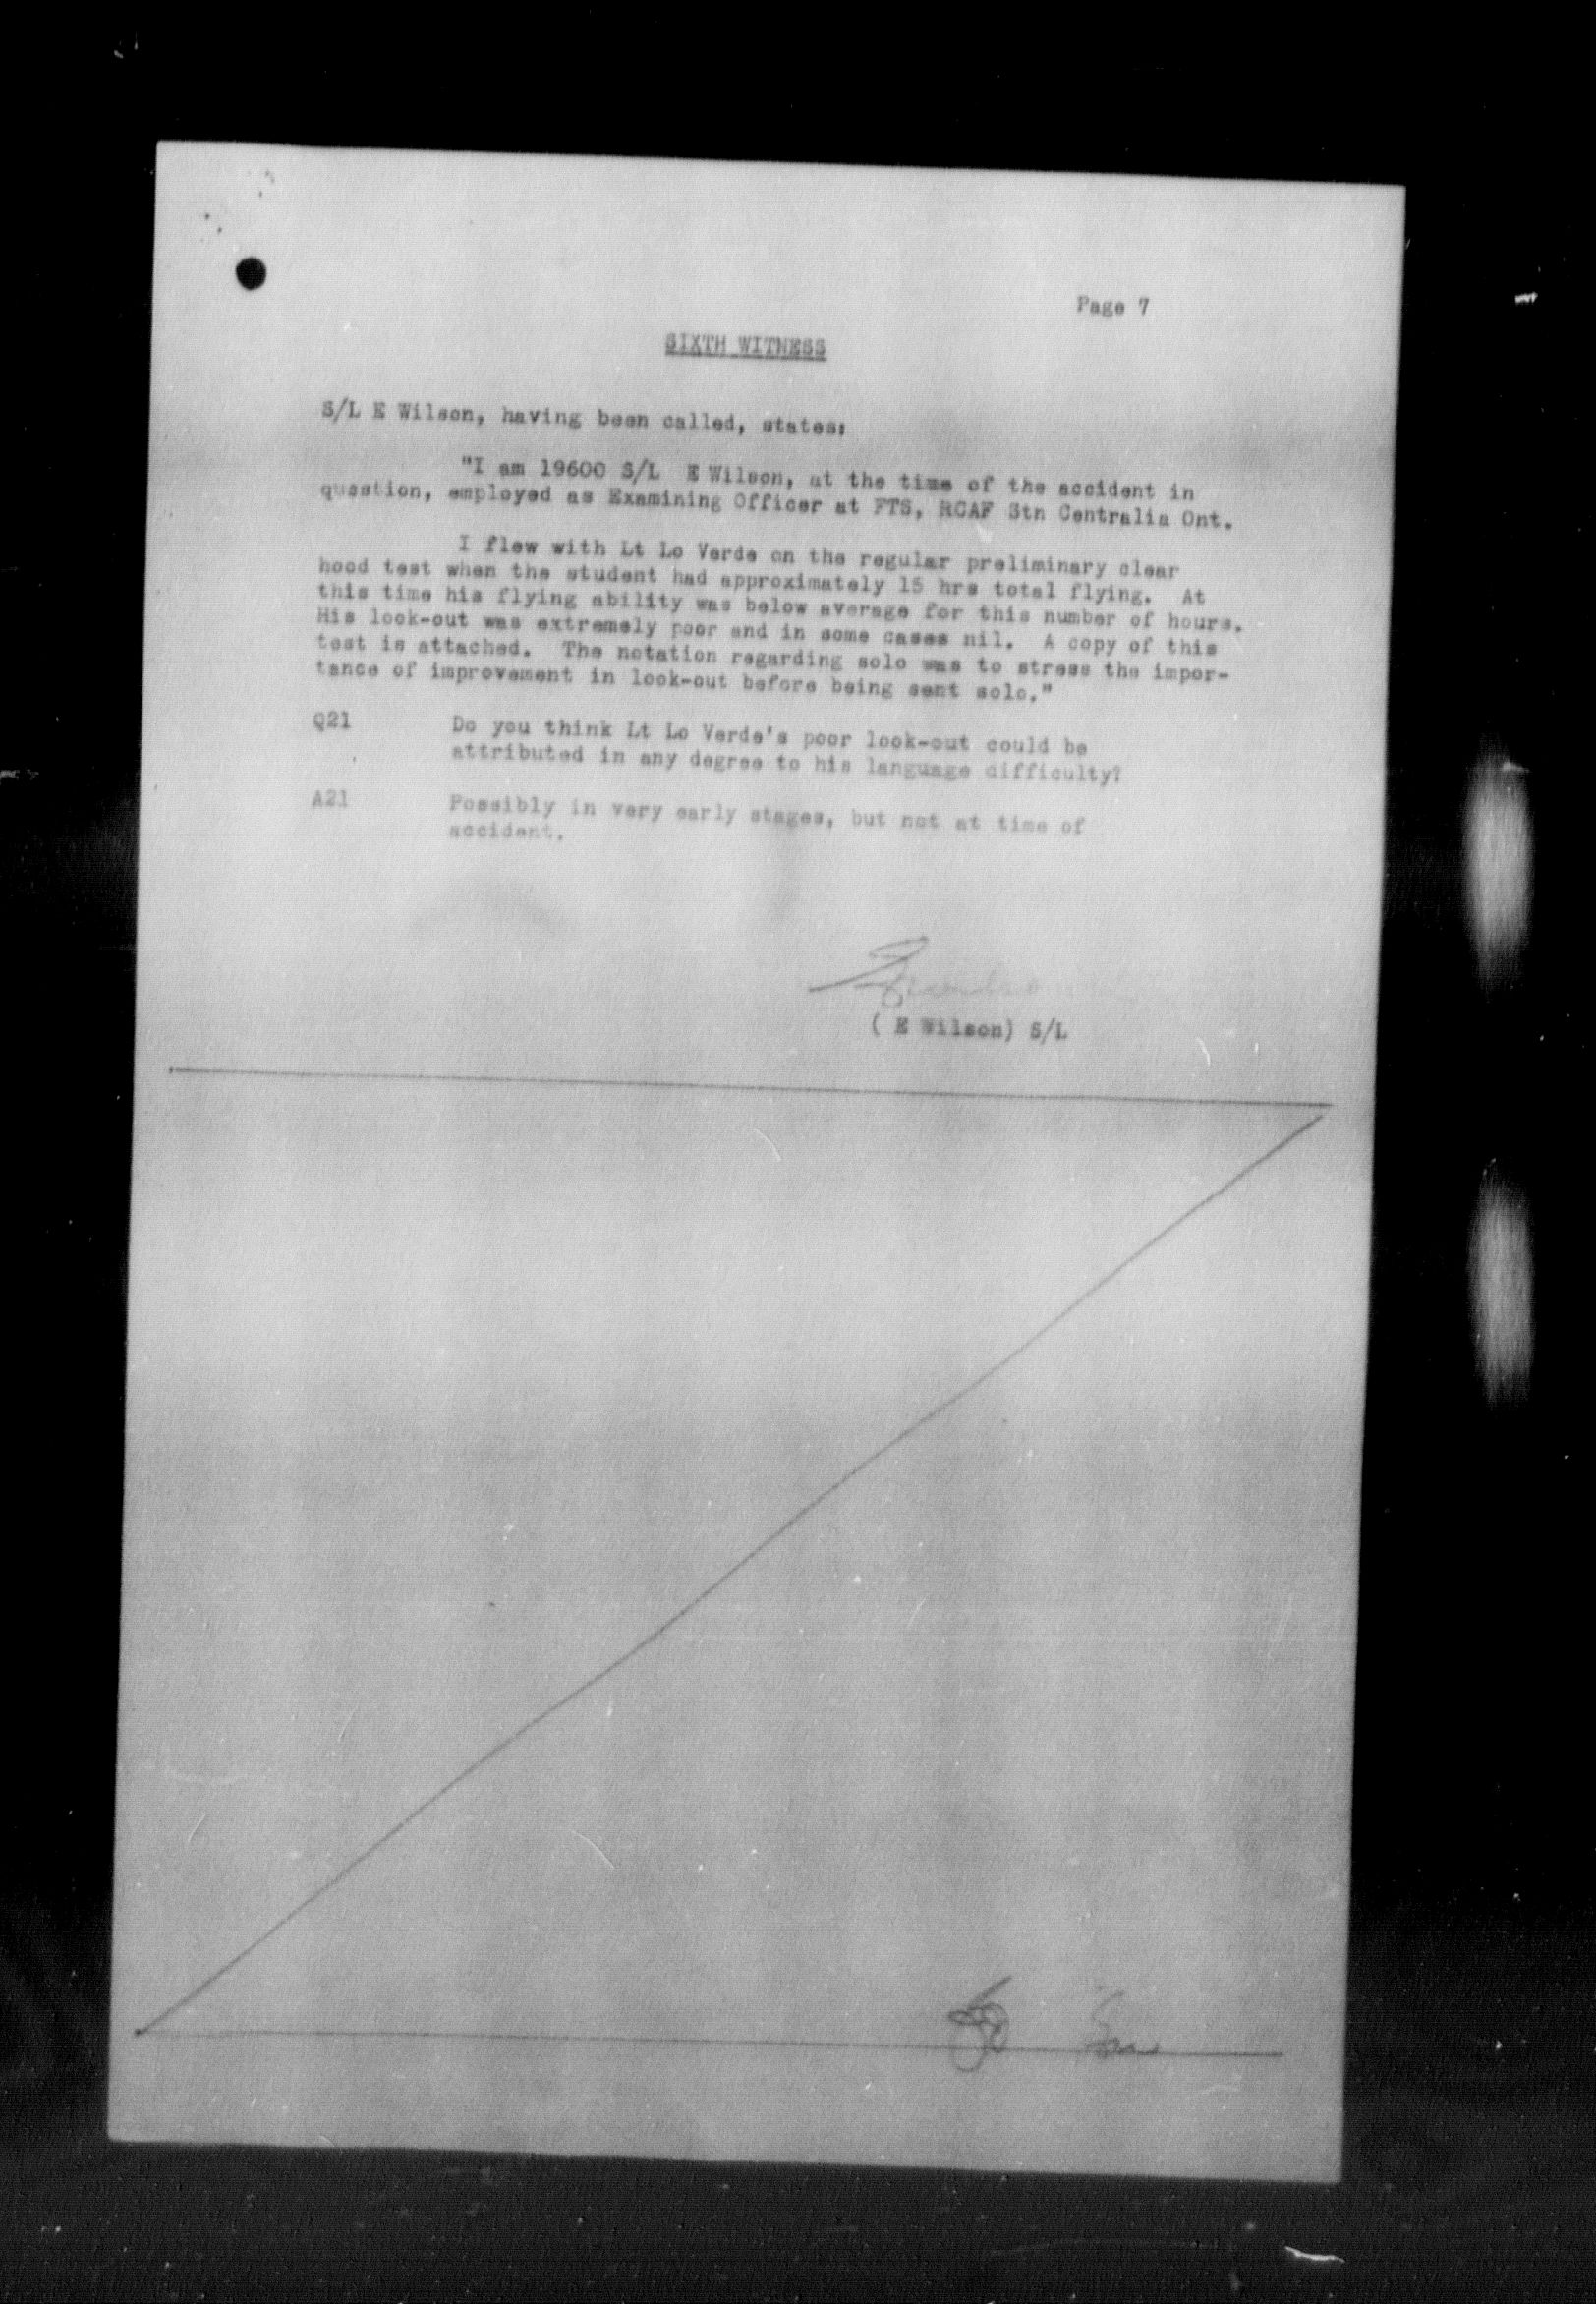 Page 7
SIXTH WITNESS
S/L E Wilson, having been called, states:
"I am 19600 S/L E Wilson, at the time of the accident in
question, employed as Examining Officer at FTS, RCAF Stn Centralia Ont.
I flew with Lt Lo Verde on the regular preliminary clear
hood test when the student had approximately 15 hrs total flying. At
this time his flying ability was below average for this number of hours.
His look-out was extremely poor and in some cases nil. A copy of this
test is attached. The notation regarding solo was to stress the impor-
tance of improvement in look-out before being sent solo."
Q21 Do you think Lt Lo Verde's poor look-out could be
attributed in any degree to his language difficulty?
A21 Possibly in very early stages, but not at time of
accident.
( E Wilson) S/L